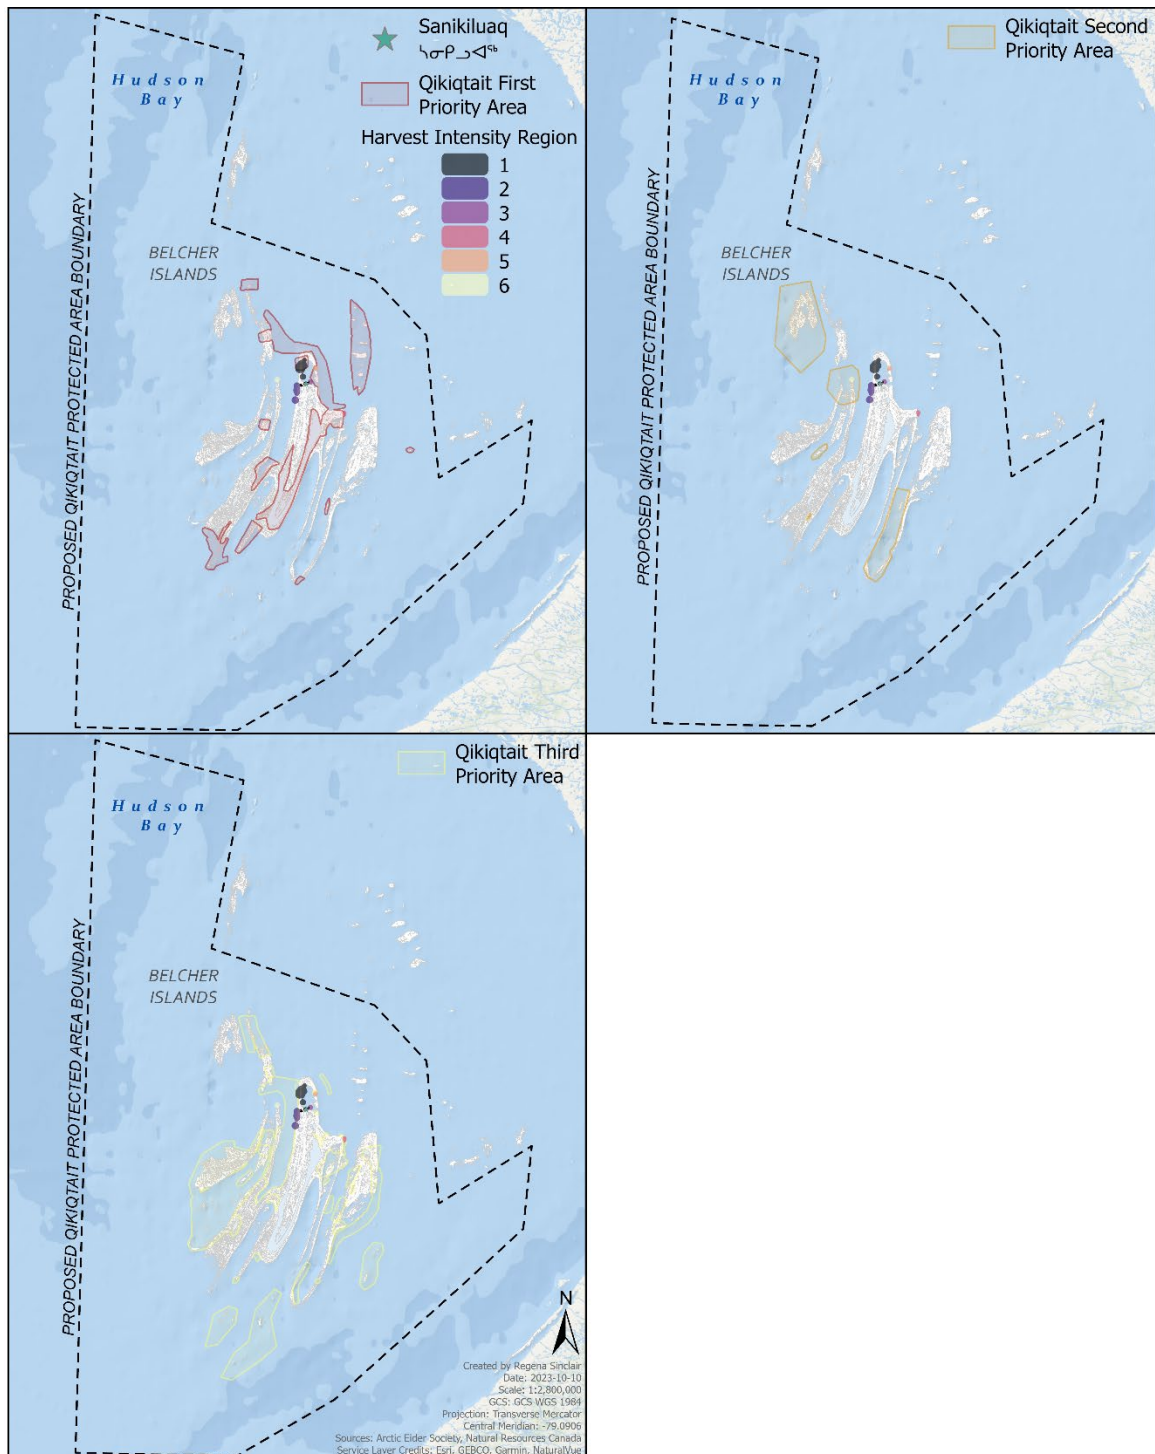 Sanikiluaq
ᓴᓂᑭᓗᐊᖅ
Qikiqtait First
Priority Area
Harvest Intensity Region
1
2
3
4
5
6
Hudson
Bay
BELCHER
ISLANDS
PROPOSED QIKIQTAIT PROTECTED AREA BOUNDARY
Qikiqtait Second
Priority Area
Hudson
Bay
BELCHER
ISLANDS
PROPOSED QIKIQTAIT PROTECTED AREA BOUNDARY
Qikiqtait Third
Priority Area
Hudson
Bay
BELCHER
ISLANDS
PROPOSED QIKIQTAIT PROTECTED AREA BOUNDARY
N
Created by Regena Sinclair
Date: 2023-10-10
Scale: 1:2,800,000
GCS: GCS WGS 1984
Projection: Transverse Mercator
Central Meridian: -79.0906
Sources: Arctic Eider Society, Natural Resources Canada
Service Layer Credits: Esri, GEBCO, Garmin, NaturalVue